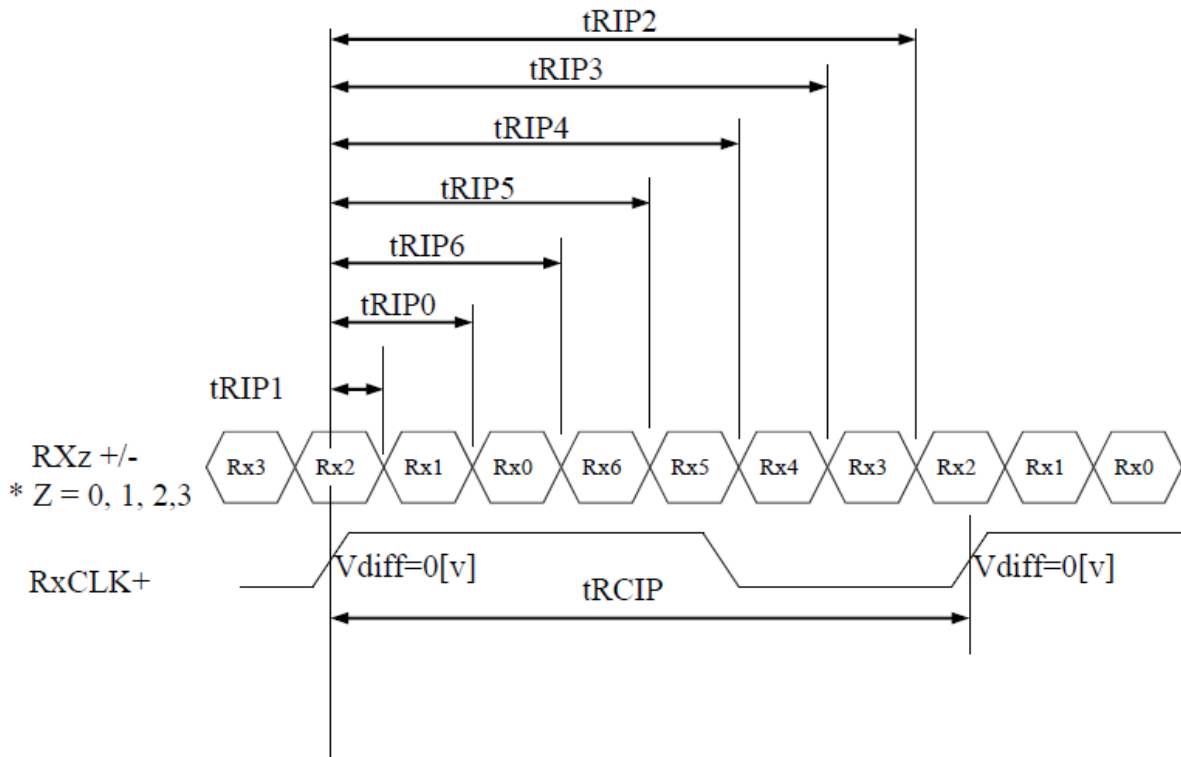 tRIP2
tRIP3
tRIP4
tRIP5
tRIP6
tRIP0
tRIP1
RXz +/-
* Z = 0, 1, 2,3
Rx3 Rx2 Rx1 Rx0 Rx6 Rx5 Rx4 Rx3 Rx2 Rx1 Rx0
RxCLK+
Vdiff=0[v] Vdiff=0[v]
tRCIP